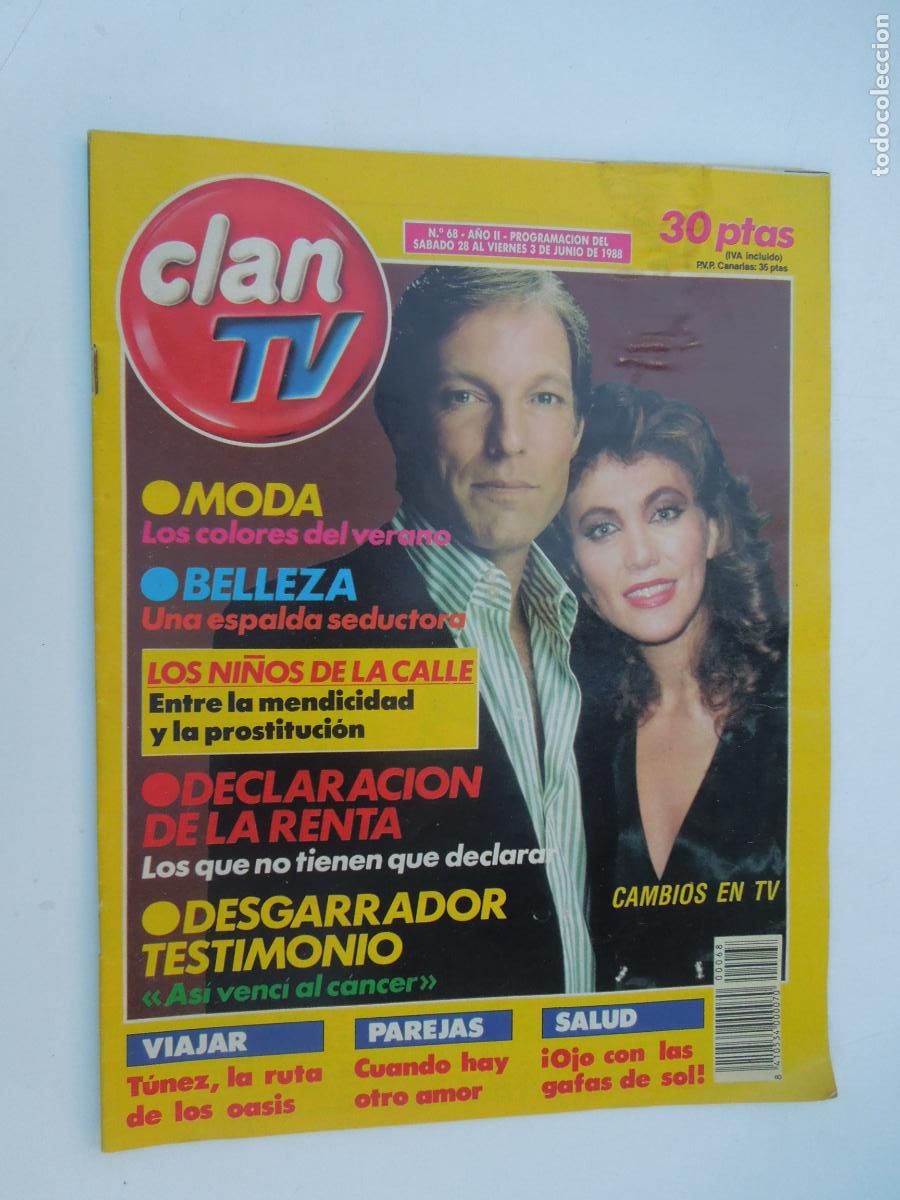 todocoleccion
clan
TV
N.º 68 - AÑO II - PROGRAMACION DEL
SABADO 28 AL VIERNES 3 DE JUNIO DE 1988
30 ptas
(IVA incluido)
P.V.P. Canarias: 35 ptas
MODA
Los colores del verano
BELLEZA
Una espalda seductora
LOS NIÑOS DE LA CALLE
Entre la mendicidad
y la prostitución
DECLARACION
DE LA RENTA
Los que no tienen que declarar
DESGARRADOR
TESTIMONIO
«Así vencí al cáncer»
CAMBIOS EN TV
00068
8 410534 000070
VIAJAR
Túnez, la ruta
de los oasis
PAREJAS
Cuando hay
otro amor
SALUD
¡Ojo con las
gafas de sol!